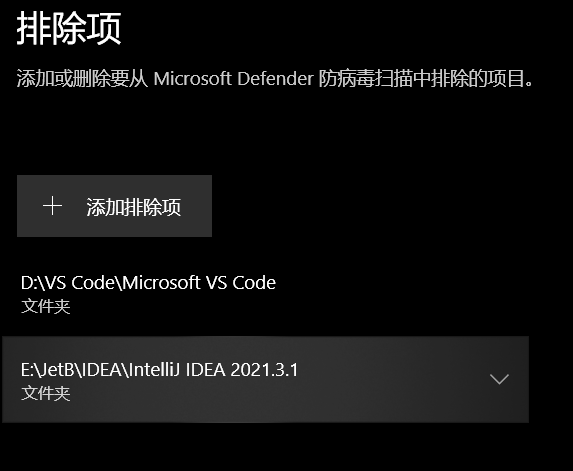 排除项
添加或删除要从 Microsoft Defender 防病毒扫描中排除的项目。
添加排除项
D:\VS Code\Microsoft VS Code
文件夹
E:\JetB\IDEA\IntelliJ IDEA 2021.3.1
文件夹